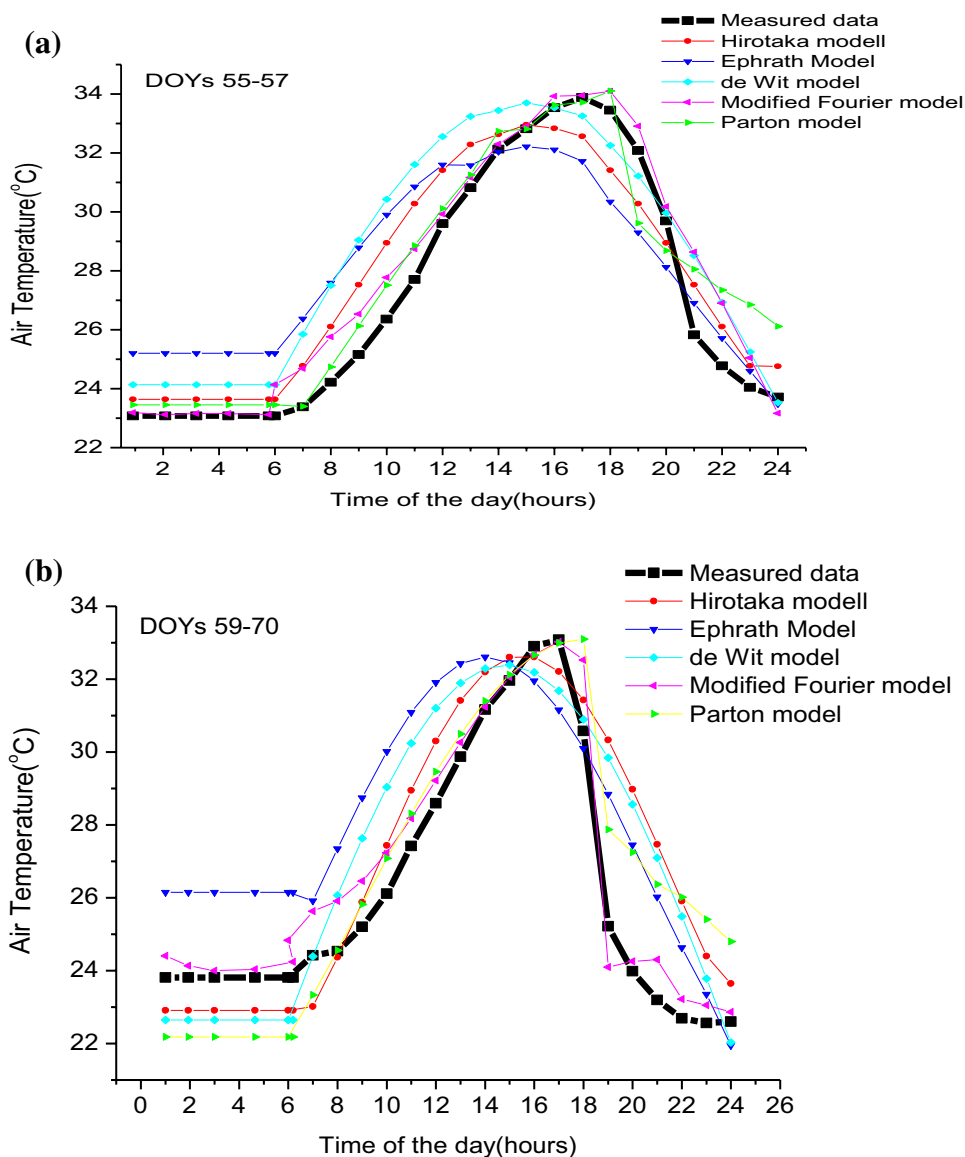 (a)
DOYs 55-57
Measured data
Hirotaka modell
Ephrath Model
de Wit model
Modified Fourier model
Parton model
Air Temperature(°C)
34
32
30
28
26
24
22
2 4 6 8 10 12 14 16 18 20 22 24
Time of the day(hours)
(b)
DOYs 59-70
Measured data
Hirotaka modell
Ephrath Model
de Wit model
Modified Fourier model
Parton model
Air Temperature(°C)
34
32
30
28
26
24
22
0 2 4 6 8 10 12 14 16 18 20 22 24 26
Time of the day(hours)